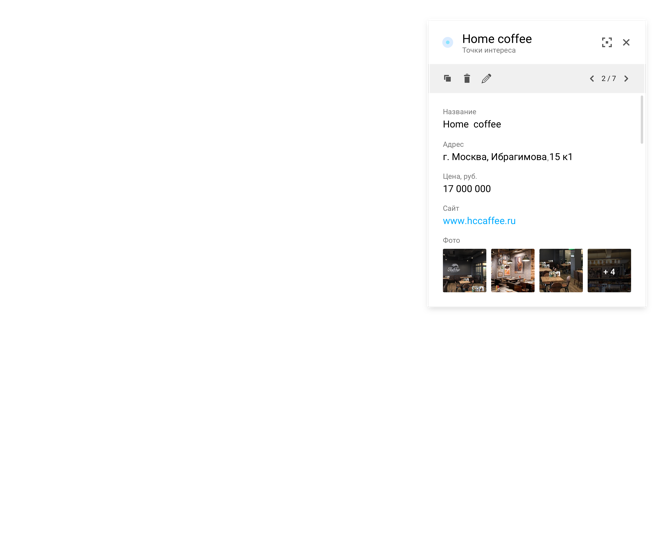 Home coffee
Точки интереса
2 / 7
Название
Home coffee
Адрес
г. Москва, Ибрагимова,15 к1
Цена, руб.
17 000 000
Сайт
www.hccaffee.ru
Фото
+ 4